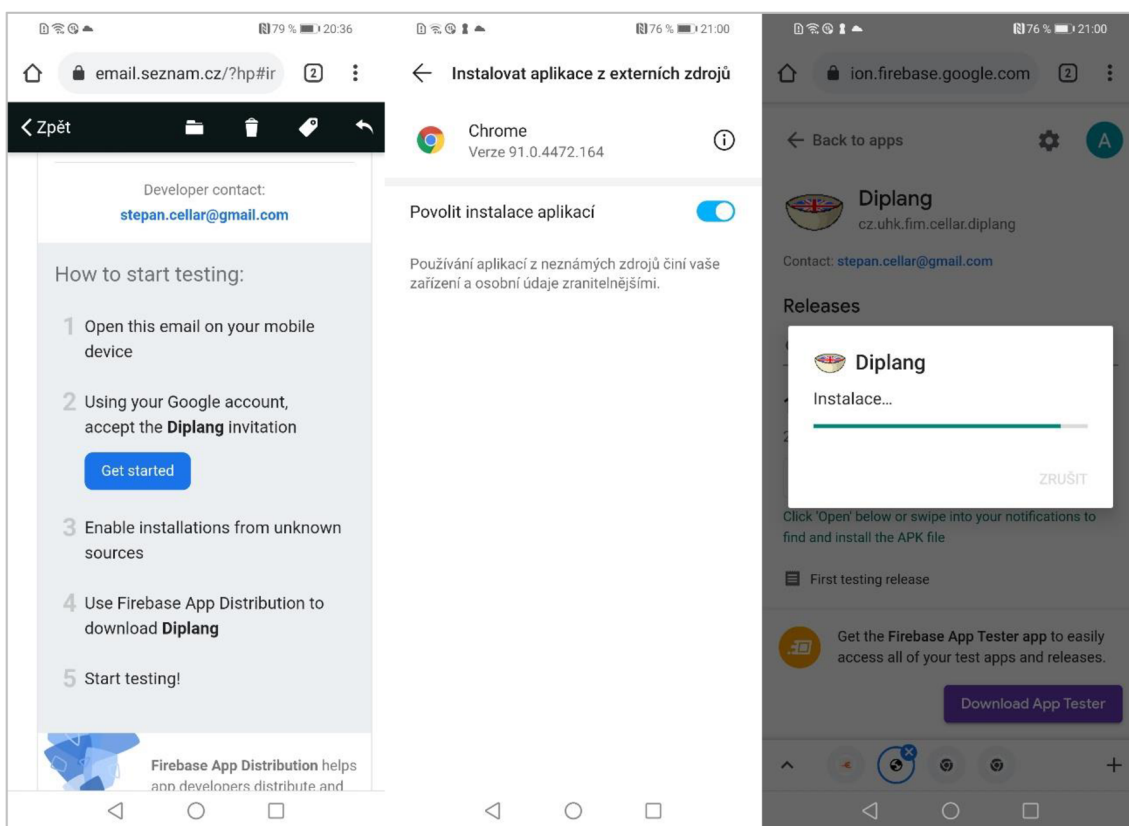 79 % 20:36
email.seznam.cz/?hp#ir 2
Zpět
Developer contact:
stepan.cellar@gmail.com
How to start testing:
1 Open this email on your mobile
device
2 Using your Google account,
accept the Diplang invitation
Get started
3 Enable installations from unknown
sources
4 Use Firebase App Distribution to
download Diplang
5 Start testing!
Firebase App Distribution helps
app developers distribute and
76 % 21:00
Instalovat aplikace z externích zdrojů
Chrome
Verze 91.0.4472.164
Povolit instalace aplikací
Používání aplikací z neznámých zdrojů činí vaše
zařízení a osobní údaje zranitelnějšími.
76 % 21:00
ion.firebase.google.com 2
Back to apps
A
Diplang
cz.uhk.fim.cellar.diplang
Contact: stepan.cellar@gmail.com
Releases
Diplang
Instalace...
ZRUŠIT
Click 'Open' below or swipe into your notifications to
find and install the APK file
First testing release
Get the Firebase App Tester app to easily
access all of your test apps and releases.
Download App Tester